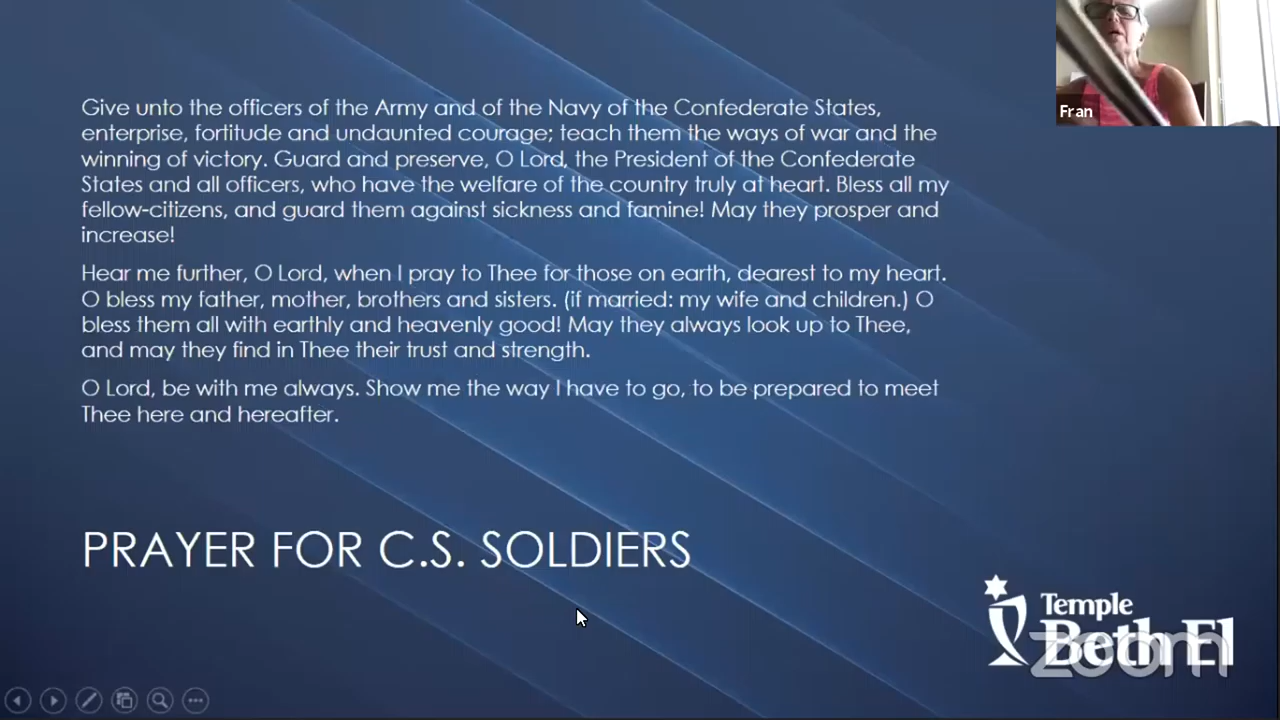 Give unto the officers of the Army and of the Navy of the Confederate States,
enterprise, fortitude and undaunted courage; teach them the ways of war and the
winning of victory. Guard and preserve, O Lord, the President of the Confederate
States and all officers, who have the welfare of the country truly at heart. Bless all my
fellow-citizens, and guard them against sickness and famine! May they prosper and
increase!
Hear me further, O Lord, when I pray to Thee for those on earth, dearest to my heart.
O bless my father, mother, brothers and sisters. (if married: my wife and children.) O
bless them all with earthly and heavenly good! May they always look up to Thee,
and may they find in Thee their trust and strength.
O Lord, be with me always. Show me the way I have to go, to be prepared to meet
Thee here and hereafter.
PRAYER FOR C.S. SOLDIERS
Fran
Temple
Beth El
zoom